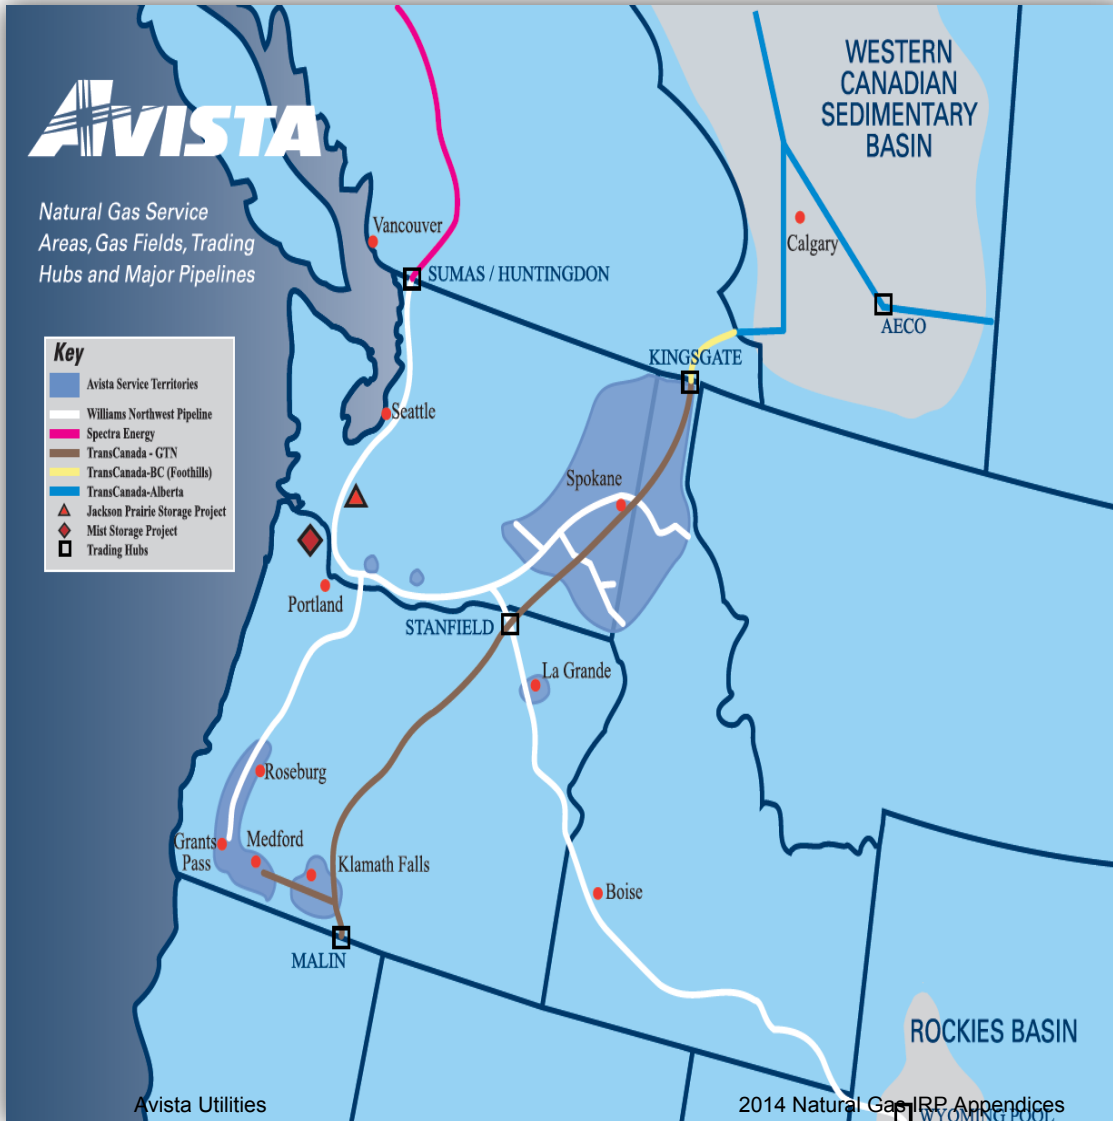 WESTERN
CANADIAN
SEDIMENTARY
BASIN
AVISTA
Natural Gas Service
Areas, Gas Fields, Trading
Hubs and Major Pipelines
Vancouver
Calgary
SUMAS / HUNTINGDON
AECO
KINGSGATE
Key
Avista Service Territories
Williams Northwest Pipeline
Spectra Energy
TransCanada - GTN
TransCanada-BC (Foothills)
TransCanada-Alberta
Jackson Prairie Storage Project
Mist Storage Project
Trading Hubs
Seattle
Spokane
Portland
STANFIELD
La Grande
Roseburg
Grants
Pass
Medford
Klamath Falls
Boise
MALIN
ROCKIES BASIN
Avista Utilities
2014 Natural Gas IRP Appendices
WYOMING POOL